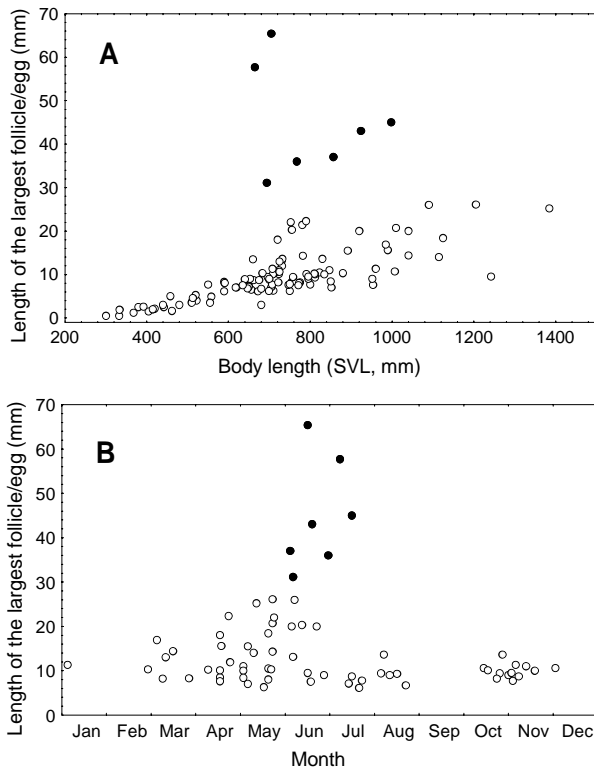 A
Length of the largest follicle/egg (mm)
70
60
50
40
30
20
10
0
200 400 600 800 1000 1200 1400
Body length (SVL, mm)
B
Length of the largest follicle/egg (mm)
70
60
50
40
30
20
10
0
Jan Feb Mar Apr May Jun Jul Aug Sep Oct Nov Dec
Month